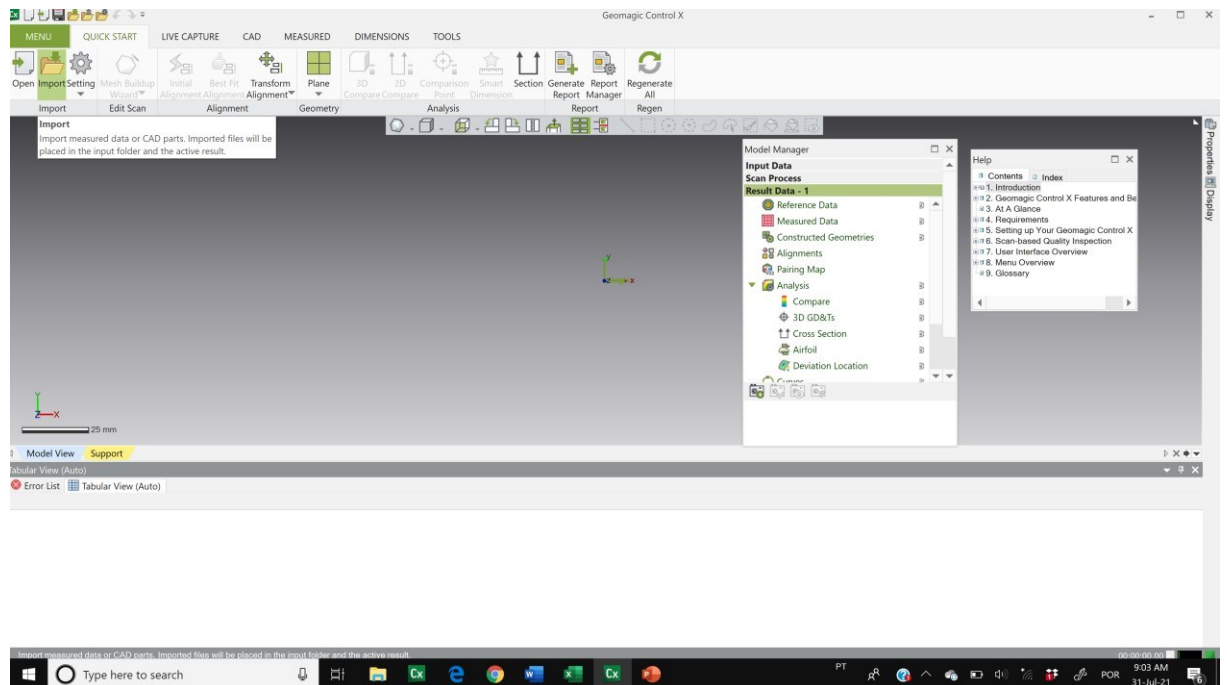 Cx
Geomagic Control X
MENU QUICK START LIVE CAPTURE CAD MEASURED DIMENSIONS TOOLS
Open Import Setting Mesh Buildup Wizard Initial Alignment Best Fit Alignment Transform Alignment Plane 3D Compare 2D Compare Comparison Point Smart Dimension Section Generate Report Report Manager Regenerate All
Import Edit Scan Alignment Geometry Analysis Report Regen
Import
Import measured data or CAD parts. Imported files will be
placed in the input folder and the active result.
Model Manager
Input Data
Scan Process
Result Data - 1
Reference Data
Measured Data
Constructed Geometries
Alignments
Pairing Map
Analysis
Compare
3D GD&Ts
Cross Section
Airfoil
Deviation Location
Curves
Help
Contents Index
1. Introduction
2. Geomagic Control X Features and Be
3. At A Glance
4. Requirements
5. Setting up Your Geomagic Control X
6. Scan-based Quality Inspection
7. User Interface Overview
8. Menu Overview
9. Glossary
Properties
Display
Y
X
Y
Z X
25 mm
Model View Support
Tabular View (Auto)
Error List Tabular View (Auto)
Import measured data or CAD parts. Imported files will be placed in the input folder and the active result.
00:00:00.00
Type here to search
Cx
Cx
PT
POR
9:03 AM
31-Jul-21
6